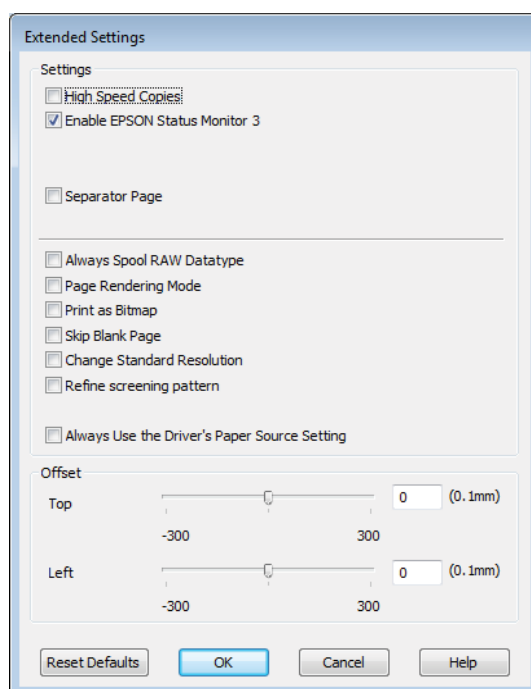 Extended Settings
Settings
High Speed Copies
Enable EPSON Status Monitor 3
Separator Page
Always Spool RAW Datatype
Page Rendering Mode
Print as Bitmap
Skip Blank Page
Change Standard Resolution
Refine screening pattern
Always Use the Driver's Paper Source Setting
Offset
Top 0 (0.1mm)
-300 300
Left 0 (0.1mm)
-300 300
Reset Defaults OK Cancel Help